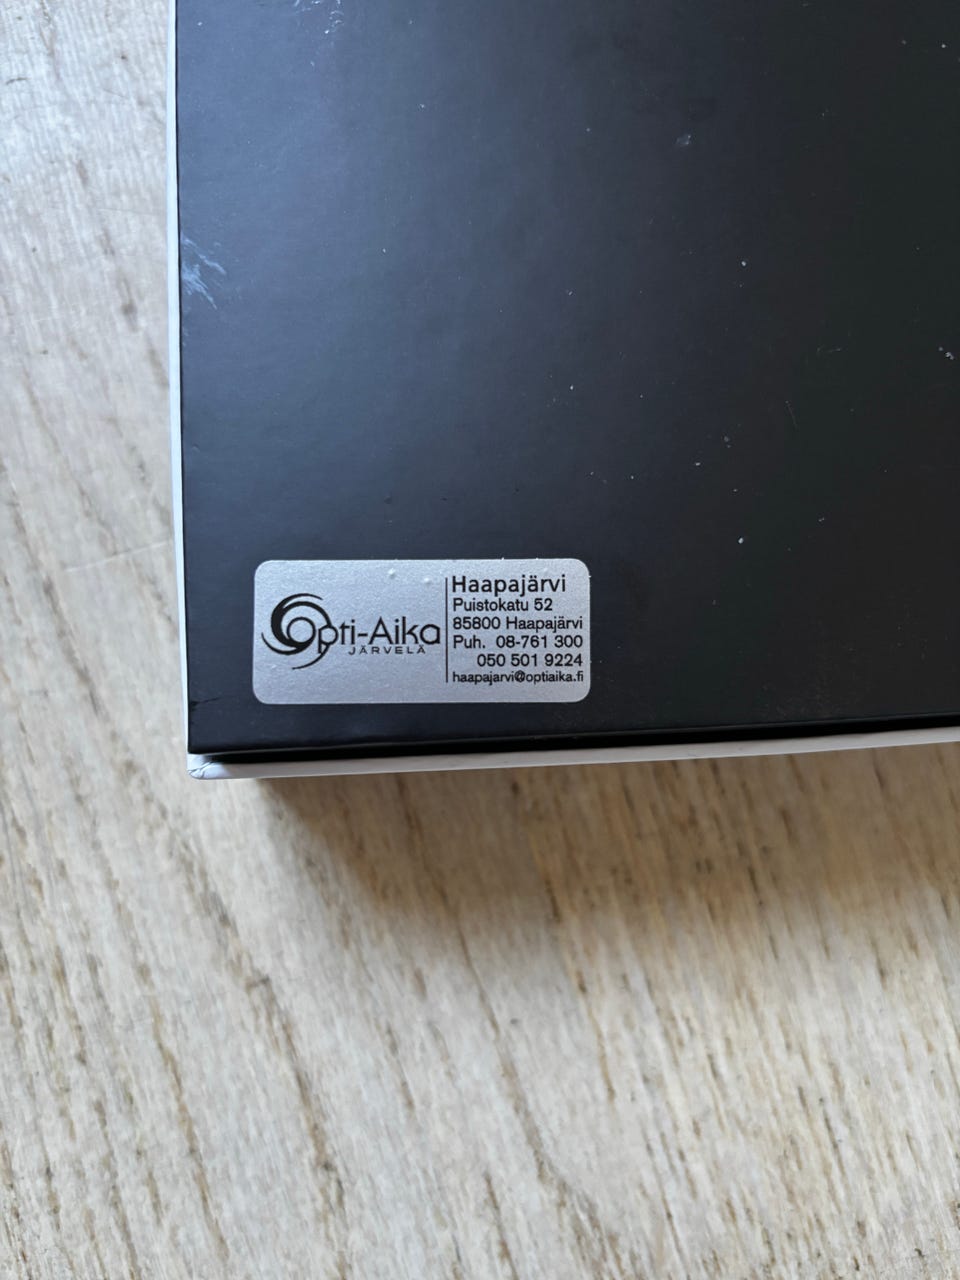 Opti-Aika
JÄRVELÄ
Haapajärvi
Puistokatu 52
85800 Haapajärvi
Puh. 08-761 300
050 501 9224
haapajarvi@optiaika.fi